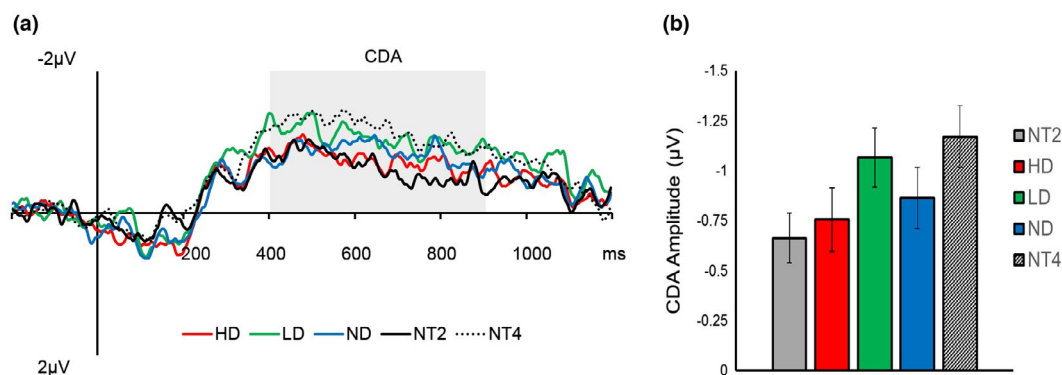 (a)
-2µV
CDA
200
400
600
800
1000
ms
HD
LD
ND
NT2
NT4
2µV
(b)
CDA Amplitude (µV)
-1.5
-1.25
-1
-0.75
-0.5
-0.25
0
NT2
HD
LD
ND
NT4